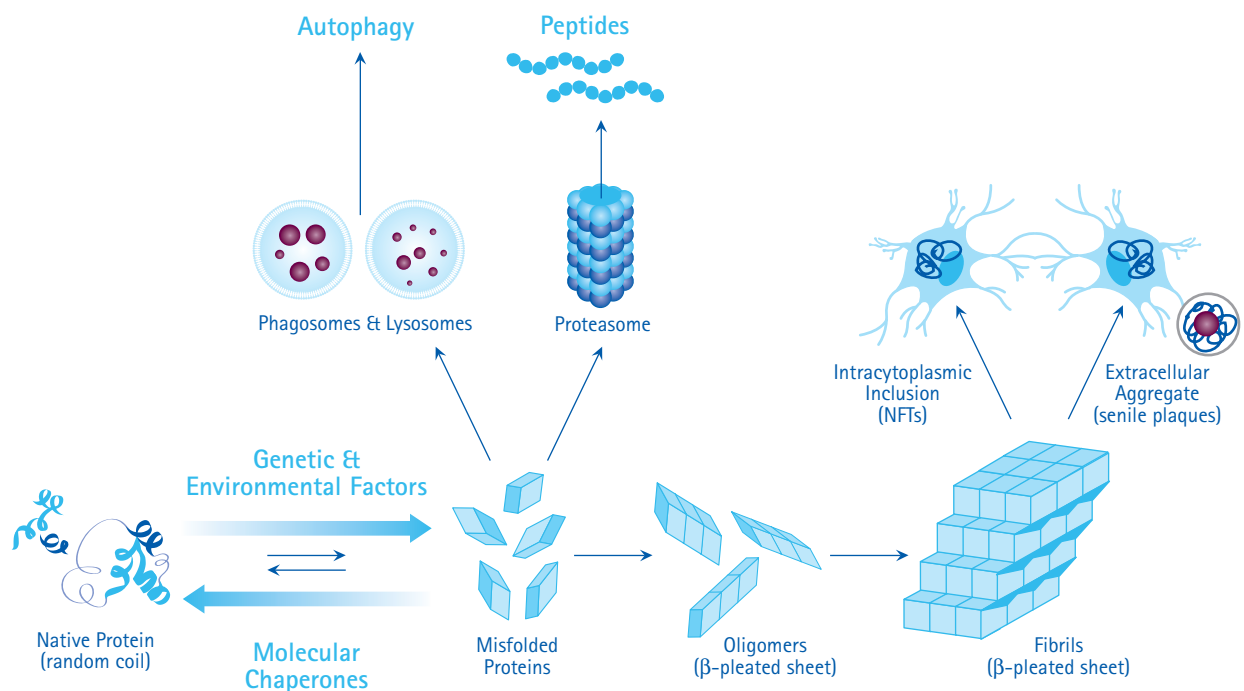 Autophagy
Peptides
Phagosomes & Lysosomes
Proteasome
Intracytoplasmic
Inclusion
(NFTs)
Extracellular
Aggregate
(senile plaques)
Genetic &
Environmental Factors
Native Protein
(random coil)
Molecular
Chaperones
Misfolded
Proteins
Oligomers
(β-pleated sheet)
Fibrils
(β-pleated sheet)